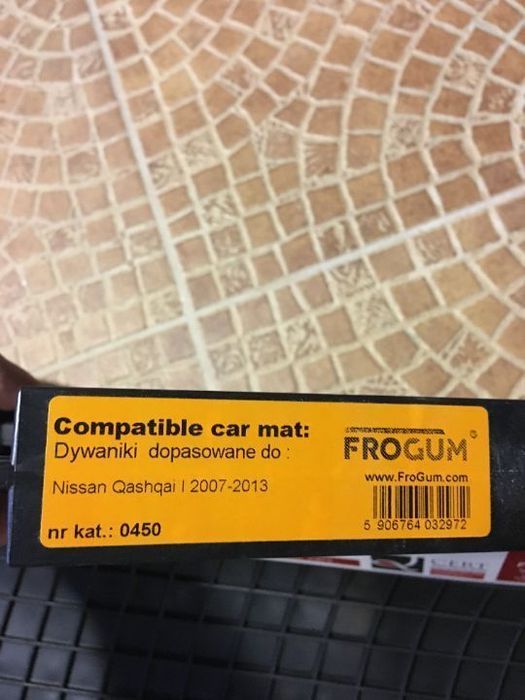 Compatible car mat:
Dywaniki dopasowane do :
Nissan Qashqai I 2007-2013
nr kat.: 0450
FROGUM
www.FroGum.com
5 906764 032972
CERT